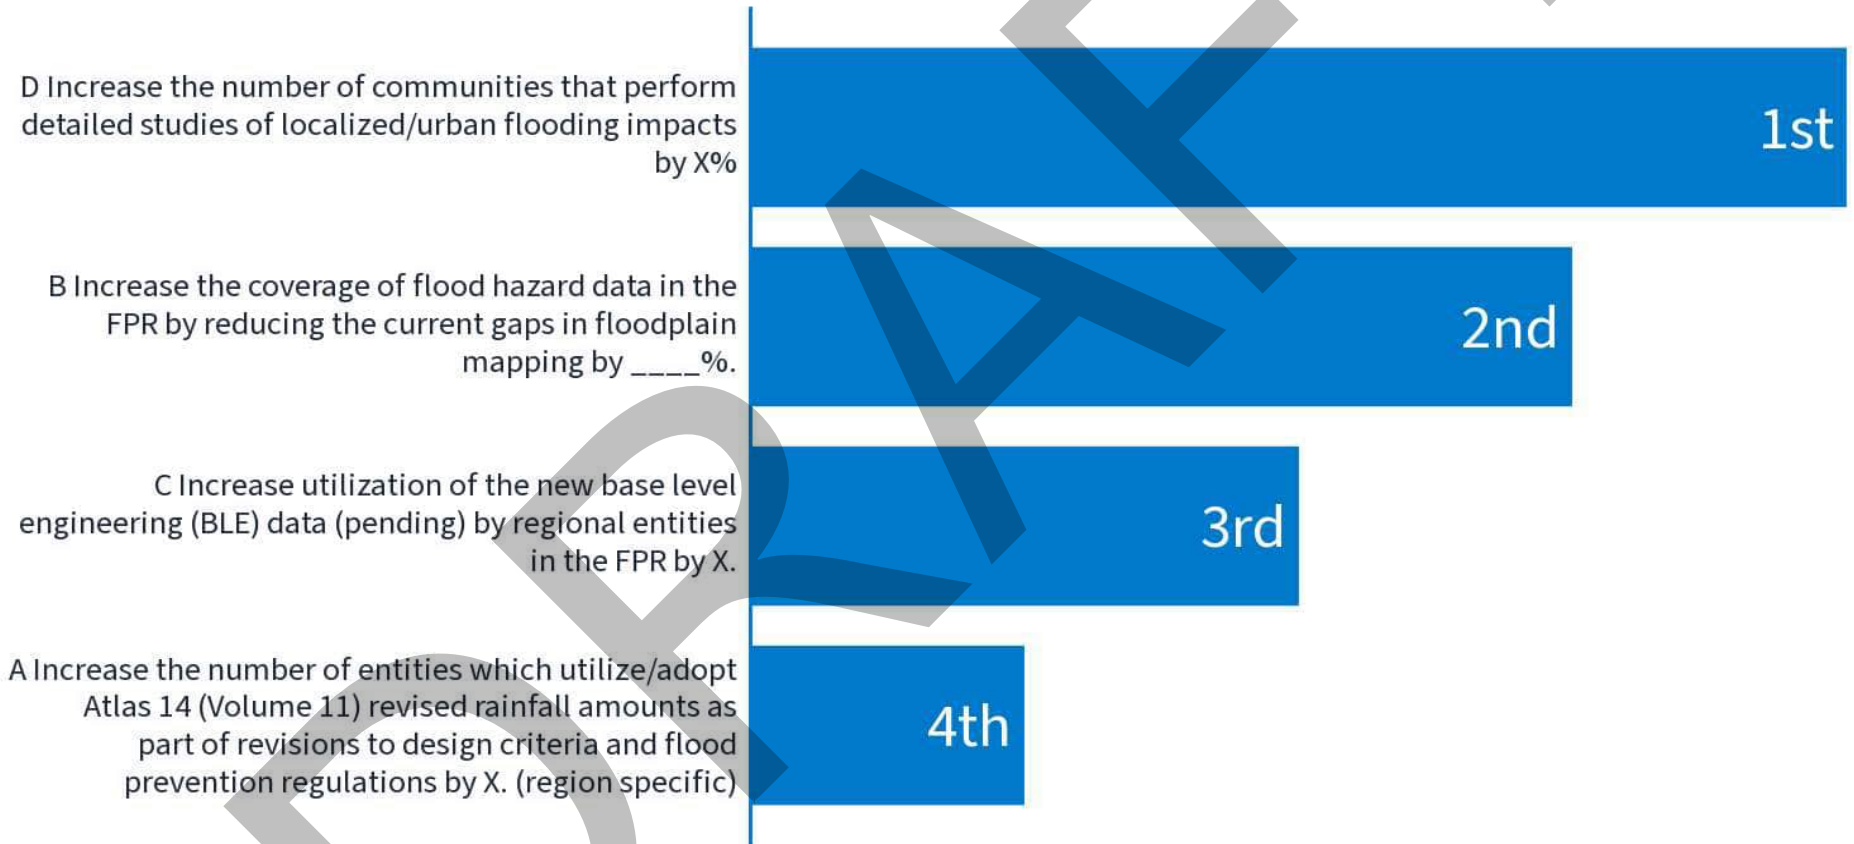 D Increase the number of communities that perform
detailed studies of localized/urban flooding impacts
by X%
1st
B Increase the coverage of flood hazard data in the
FPR by reducing the current gaps in floodplain
mapping by ____%.
2nd
C Increase utilization of the new base level
engineering (BLE) data (pending) by regional entities
in the FPR by X.
3rd
A Increase the number of entities which utilize/adopt
Atlas 14 (Volume 11) revised rainfall amounts as
part of revisions to design criteria and flood
prevention regulations by X. (region specific)
4th
DRAF